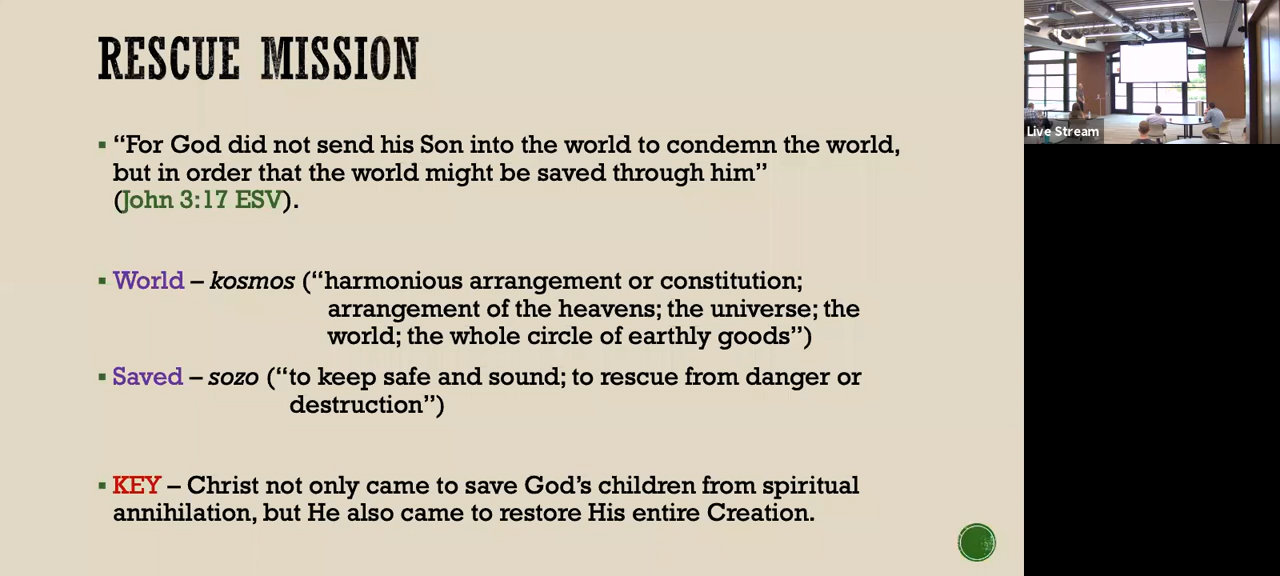 RESCUE MISSION
“For God did not send his Son into the world to condemn the world,
but in order that the world might be saved through him”
(John 3:17 ESV).
World – kosmos (“harmonious arrangement or constitution;
arrangement of the heavens; the universe; the
world; the whole circle of earthly goods”)
Saved – sozo (“to keep safe and sound; to rescue from danger or
destruction”)
KEY – Christ not only came to save God’s children from spiritual
annihilation, but He also came to restore His entire Creation.
Live Stream